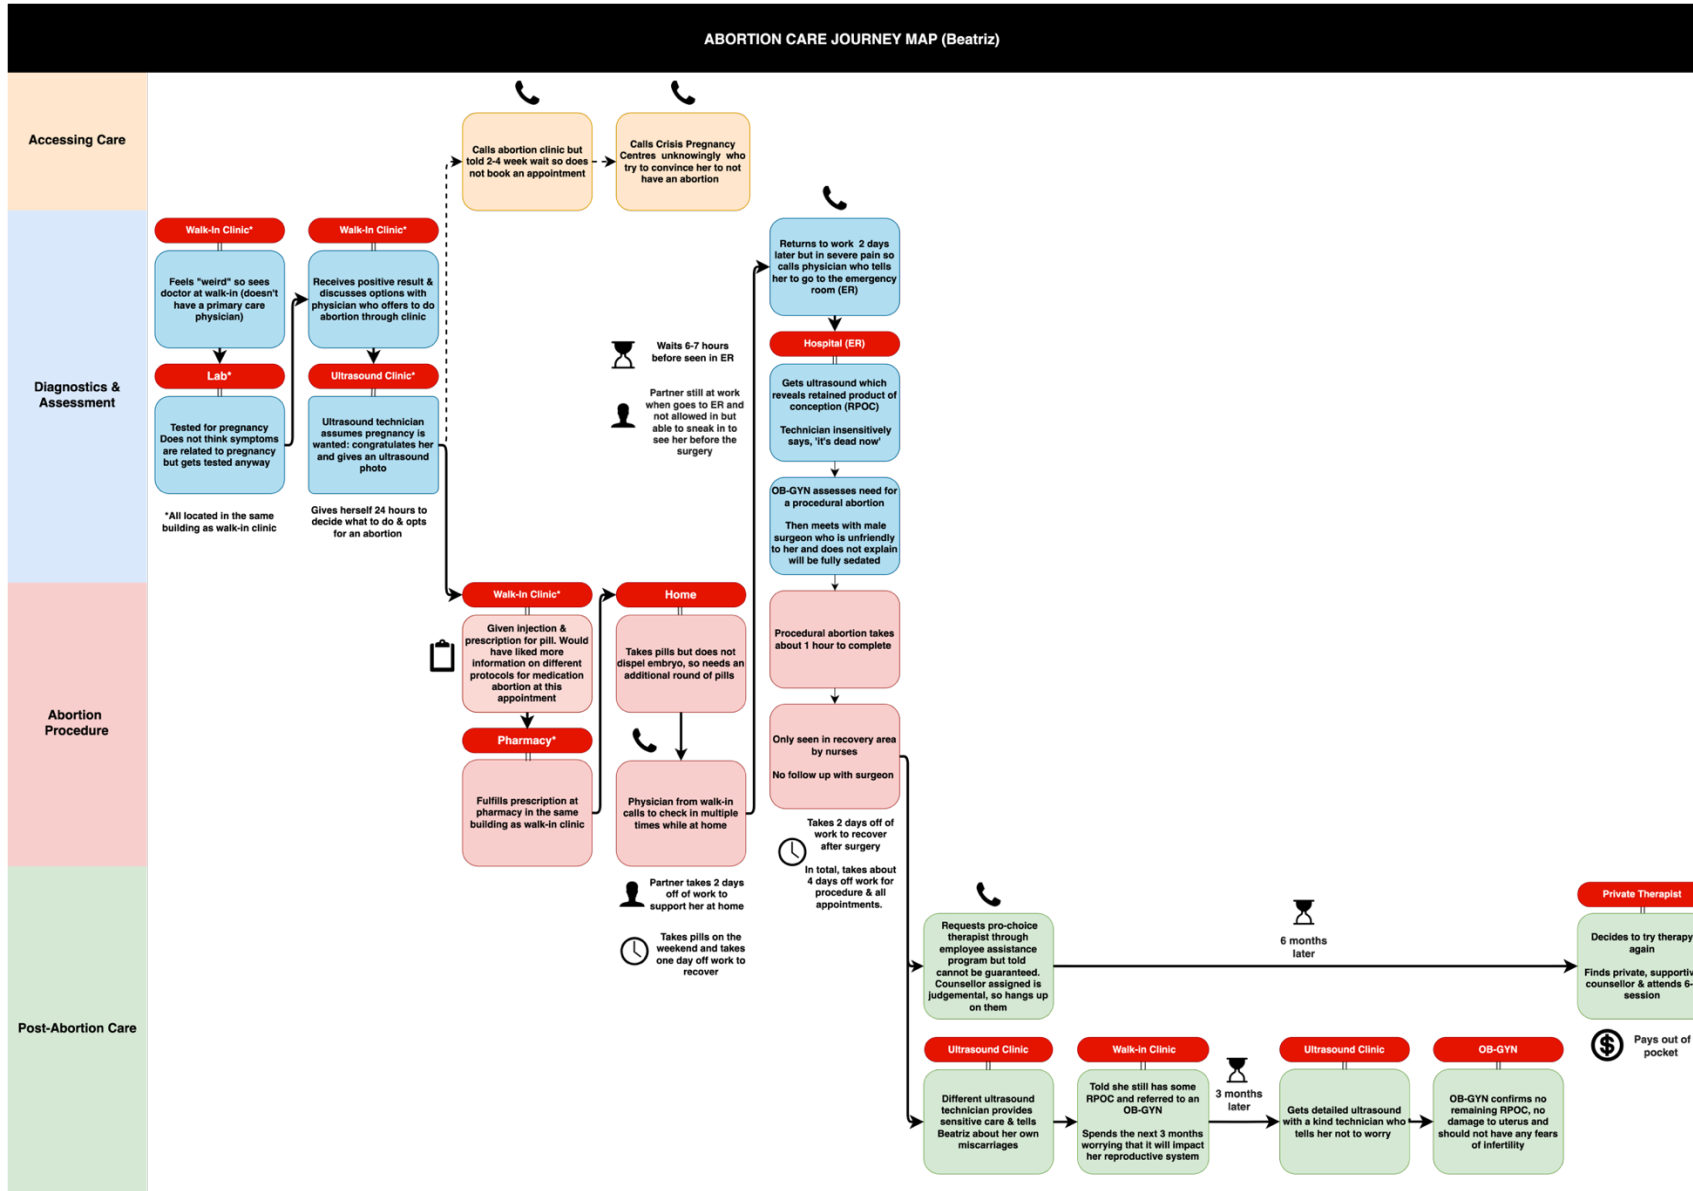 ABORTION CARE JOURNEY MAP (Beatriz)
Accessing Care
Calls abortion clinic but
told 2-4 week wait so does
not book an appointment
Calls Crisis Pregnancy
Centres unknowingly who
try to convince her to not
have an abortion
Diagnostics &
Assessment
Walk-In Clinic*
Feels "weird" so sees
doctor at walk-in (doesn't
have a primary care
physician)
Lab*
Tested for pregnancy
Does not think symptoms
are related to pregnancy
but gets tested anyway
*All located in the same
building as walk-in clinic
Walk-In Clinic*
Receives positive result &
discusses options with
physician who offers to do
abortion through clinic
Ultrasound Clinic*
Ultrasound technician
assumes pregnancy is
wanted: congratulates her
and gives an ultrasound
photo
Gives herself 24 hours to
decide what to do & opts
for an abortion
Waits 6-7 hours
before seen in ER
Partner still at work
when goes to ER and
not allowed in but
able to sneak in to
see her before the
surgery
Returns to work 2 days
later but in severe pain so
calls physician who tells
her to go to the emergency
room (ER)
Hospital (ER)
Gets ultrasound which
reveals retained product of
conception (RPOC)
Technician insensitively
says, 'it's dead now'
OB-GYN assesses need for
a procedural abortion
Then meets with male
surgeon who is unfriendly
to her and does not explain
will be fully sedated
Abortion
Procedure
Walk-In Clinic*
Given injection &
prescription for pill. Would
have liked more
information on different
protocols for medication
abortion at this
appointment
Pharmacy*
Fulfills prescription at
pharmacy in the same
building as walk-in clinic
Home
Takes pills but does not
dispel embryo, so needs an
additional round of pills
Physician from walk-in
calls to check in multiple
times while at home
Partner takes 2 days
off of work to
support her at home
Takes pills on the
weekend and takes
one day off work to
recover
Procedural abortion takes
about 1 hour to complete
Only seen in recovery area
by nurses
No follow up with surgeon
Takes 2 days off of
work to recover
after surgery
In total, takes about
4 days off work for
procedure & all
appointments.
Post-Abortion Care
Requests pro-choice
therapist through
employee assistance
program but told
cannot be guaranteed.
Counsellor assigned is
judgemental, so hangs up
on them
6 months
later
Private Therapist
Decides to try therapy
again
Finds private, supportiv
counsellor & attends 6-
session
Pays out of
pocket
Ultrasound Clinic
Different ultrasound
technician provides
sensitive care & tells
Beatriz about her own
miscarriages
Walk-in Clinic
Told she still has some
RPOC and referred to an
OB-GYN
Spends the next 3 months
worrying that it will impact
her reproductive system
3 months
later
Ultrasound Clinic
Gets detailed ultrasound
with a kind technician who
tells her not to worry
OB-GYN
OB-GYN confirms no
remaining RPOC, no
damage to uterus and
should not have any fears
of infertility